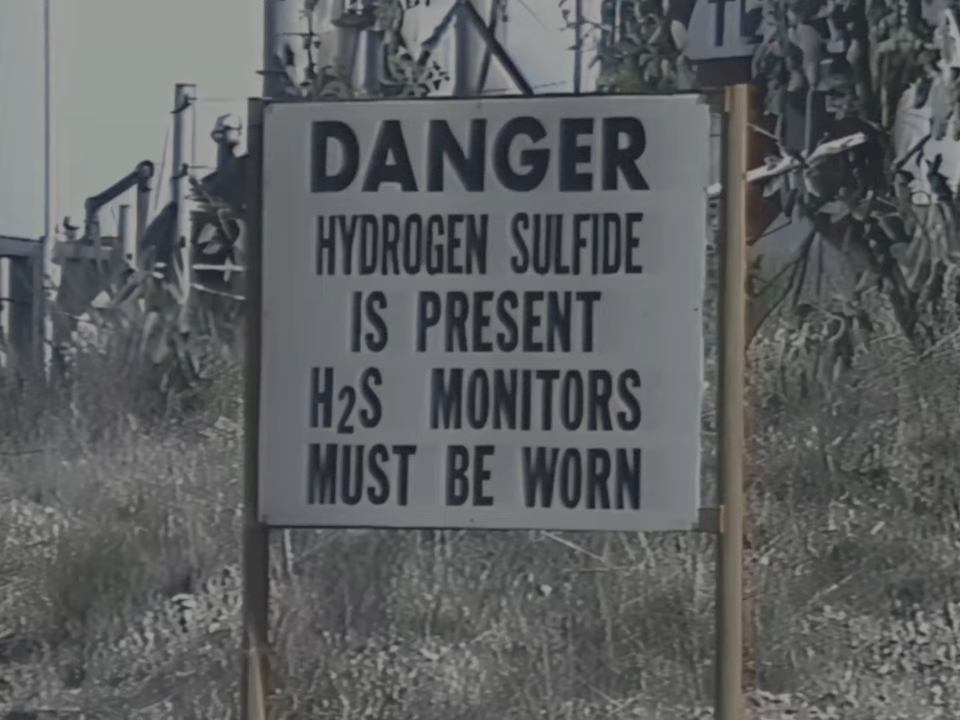 DANGER
HYDROGEN SULFIDE
IS PRESENT
H2S MONITORS
MUST BE WORN